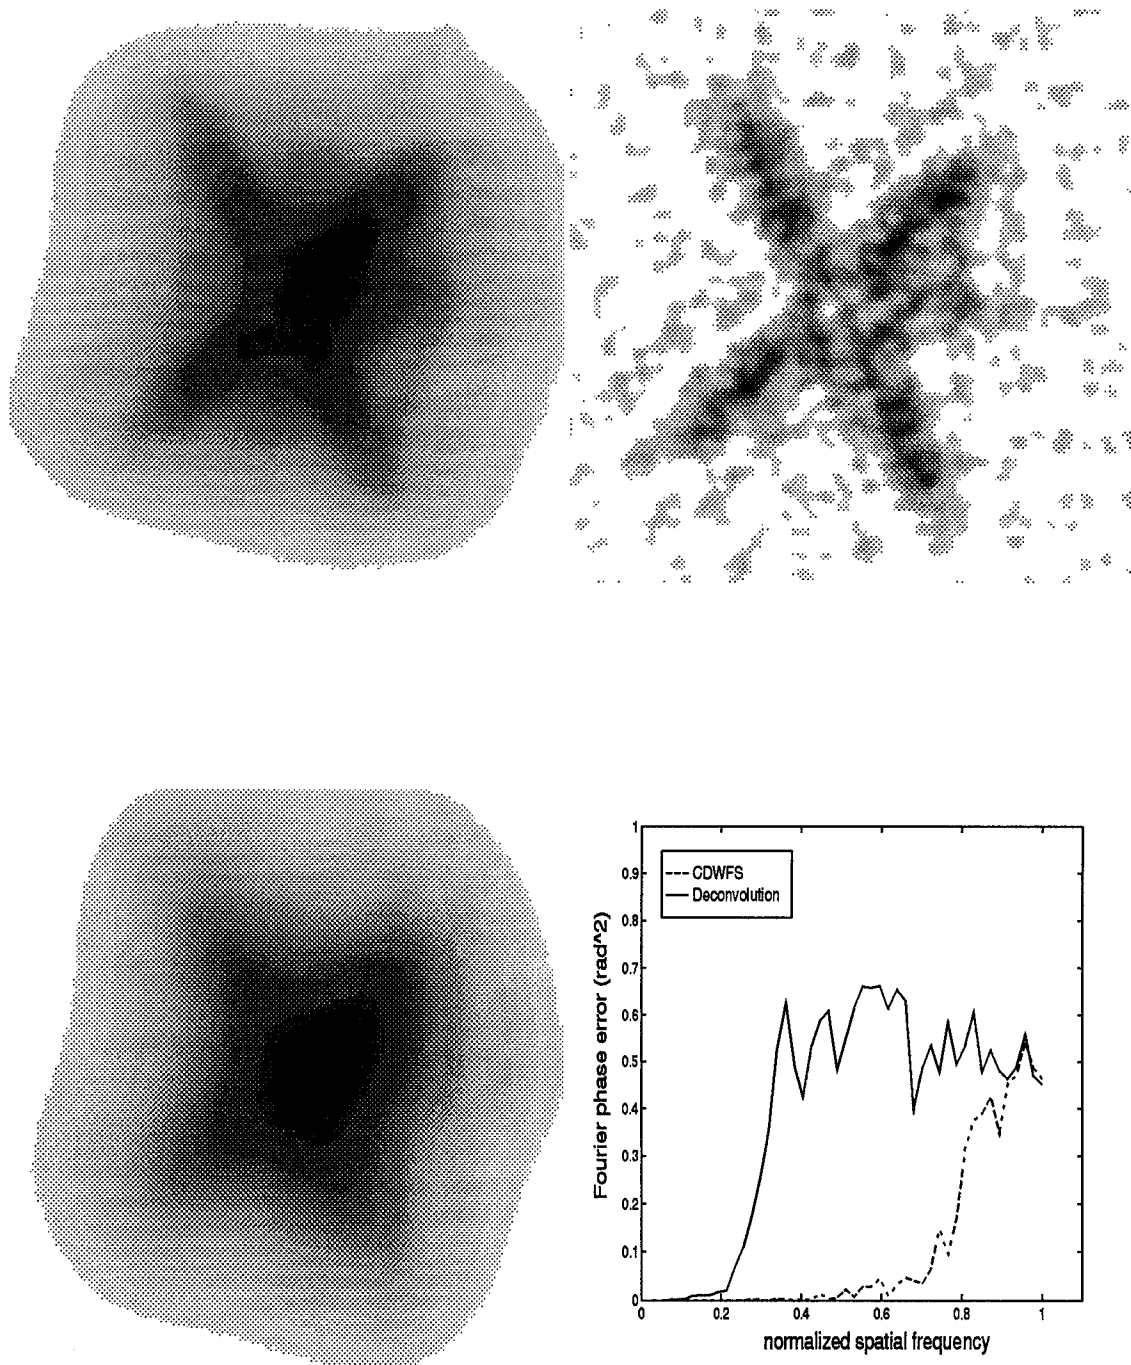 1
0.9
0.8
0.7
0.6
0.5
0.4
0.3
0.2
0.1
0
Fourier phase error (rad^2)
CDWFS
Deconvolution
0 0.2 0.4 0.6 0.8 1
normalized spatial frequency